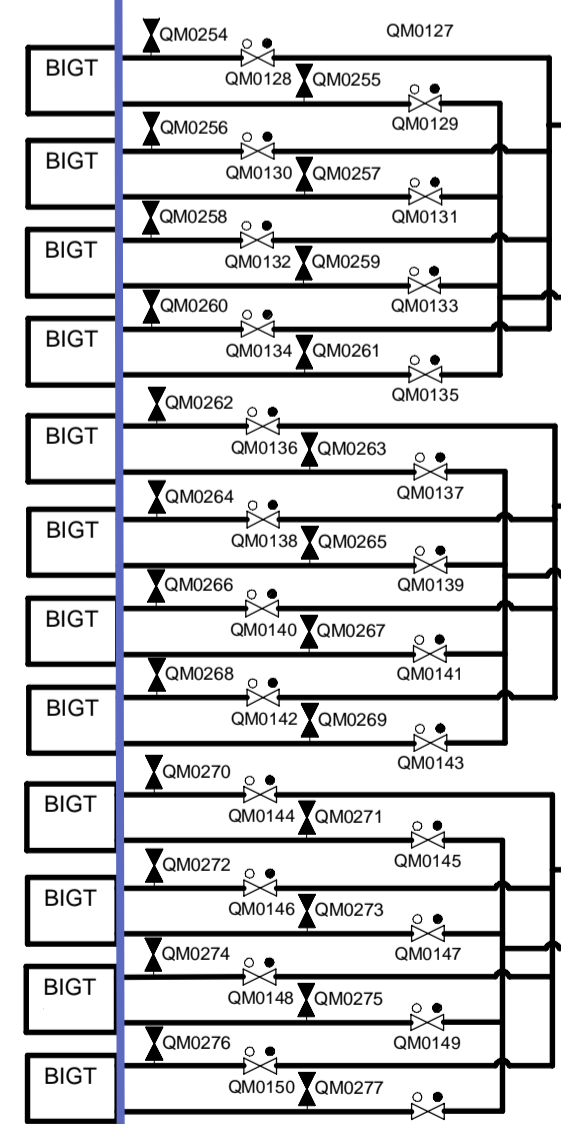 QM0254
QM0127
BIGT
QM0128
QM0255
QM0256
QM0129
BIGT
QM0130
QM0257
QM0258
QM0131
BIGT
QM0132
QM0259
QM0260
QM0133
BIGT
QM0134
QM0261
QM0135
QM0262
BIGT
QM0136
QM0263
QM0264
QM0137
BIGT
QM0138
QM0265
QM0266
QM0139
BIGT
QM0140
QM0267
QM0268
QM0141
BIGT
QM0142
QM0269
QM0143
QM0270
BIGT
QM0144
QM0271
QM0272
QM0145
BIGT
QM0146
QM0273
QM0274
QM0147
BIGT
QM0148
QM0275
QM0276
QM0149
BIGT
QM0150
QM0277